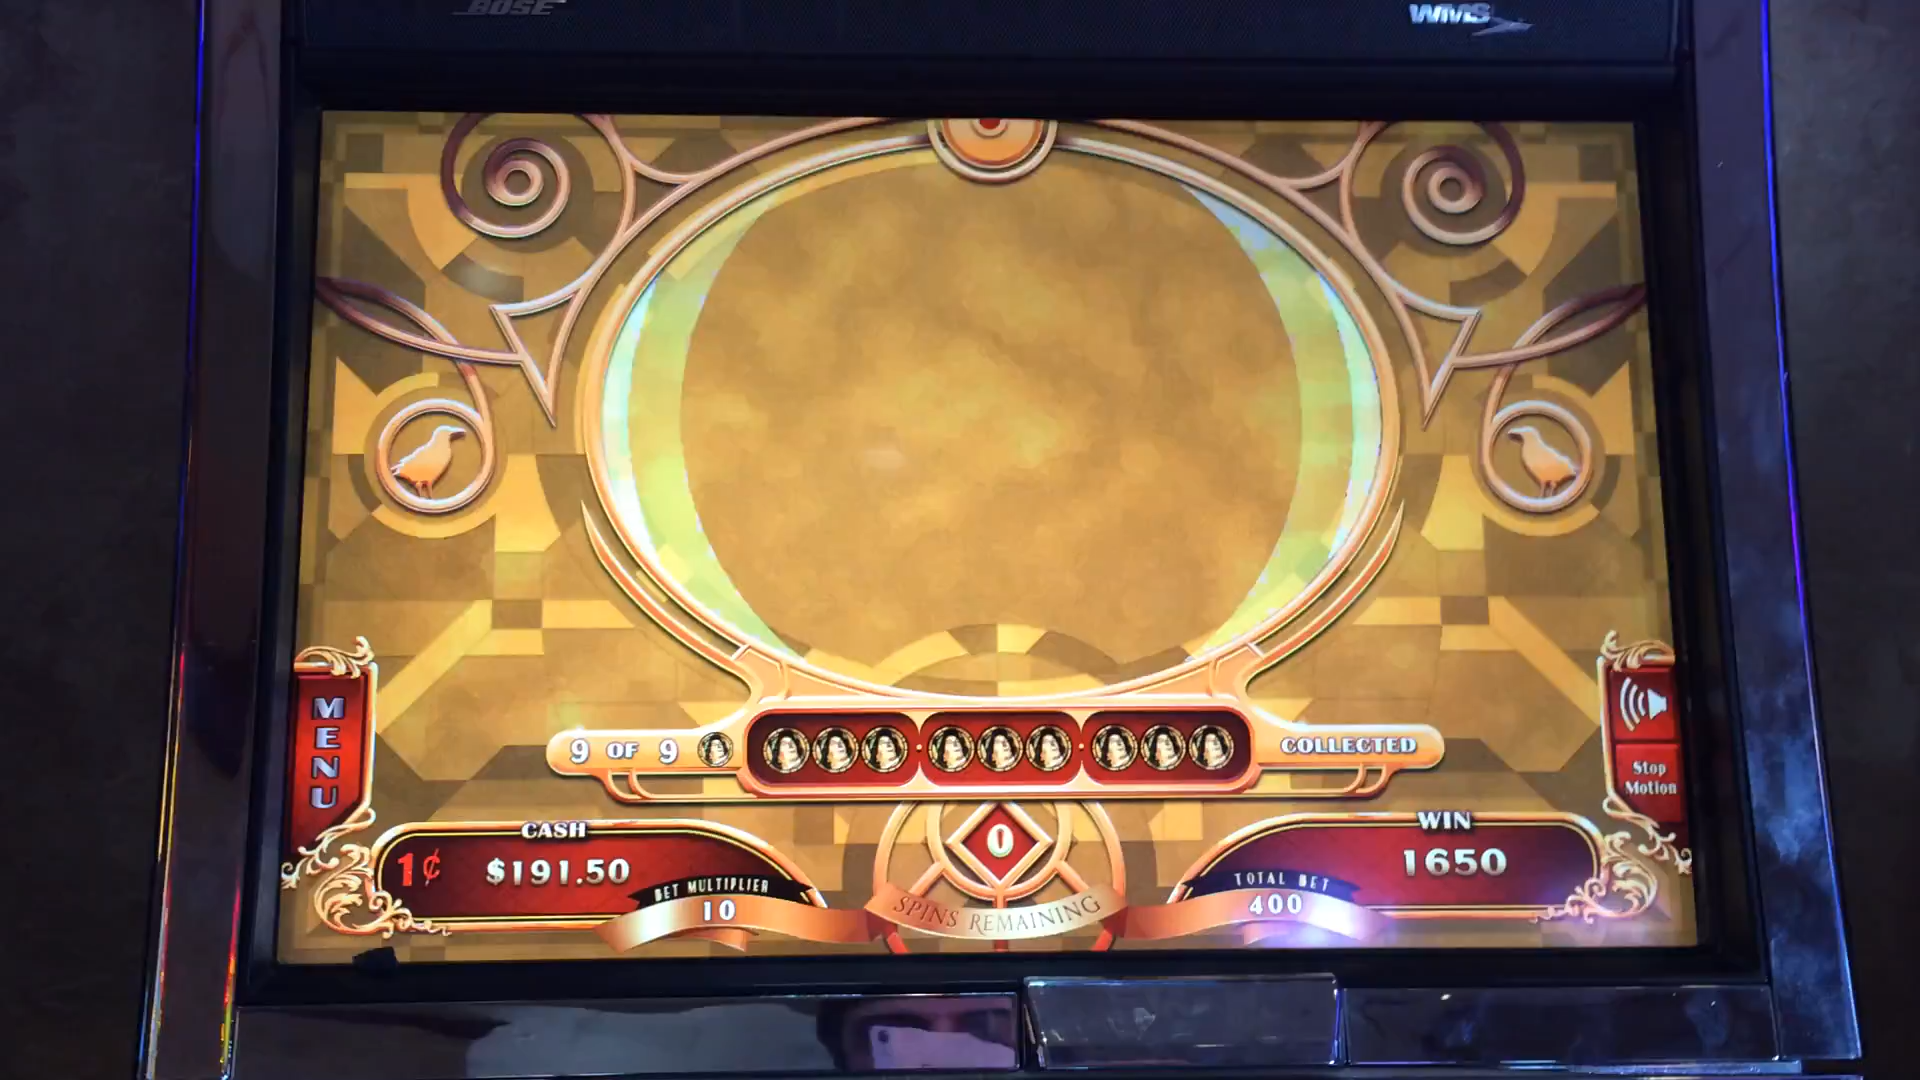 BOSE
WMS
MENU
9 OF 9
COLLECTED
Stop
Motion
CASH
1¢ $191.50
BET MULTIPLIER
10
0
SPINS REMAINING
WIN
1650
TOTAL BET
400